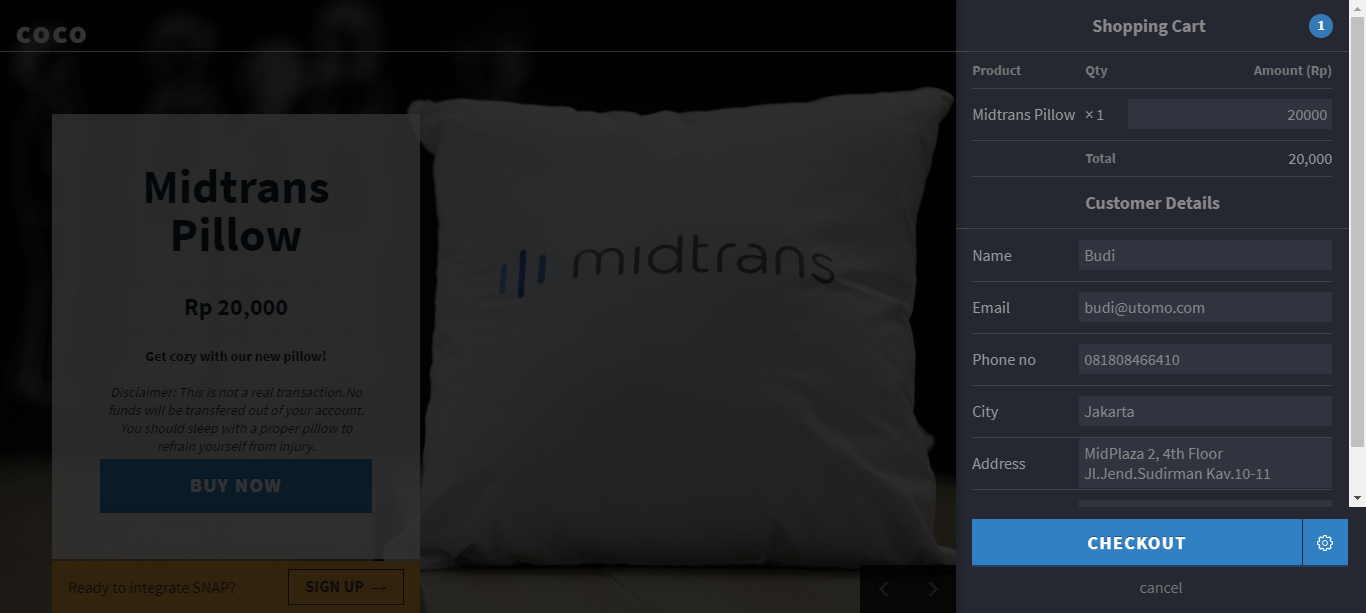 coco
Midtrans
Pillow
Rp 20,000
Get cozy with our new pillow!
Disclaimer: This is not a real transaction.No
funds will be transfered out of your account.
You should sleep with a proper pillow to
refrain yourself from injury.
BUY NOW
Ready to integrate SNAP?
SIGN UP →
midtrans
Shopping Cart
1
Product Qty Amount (Rp)
Midtrans Pillow × 1 20000
Total 20,000
Customer Details
Name Budi
Email budi@utomo.com
Phone no 081808466410
City Jakarta
Address MidPlaza 2, 4th Floor
Jl.Jend.Sudirman Kav.10-11
CHECKOUT
cancel